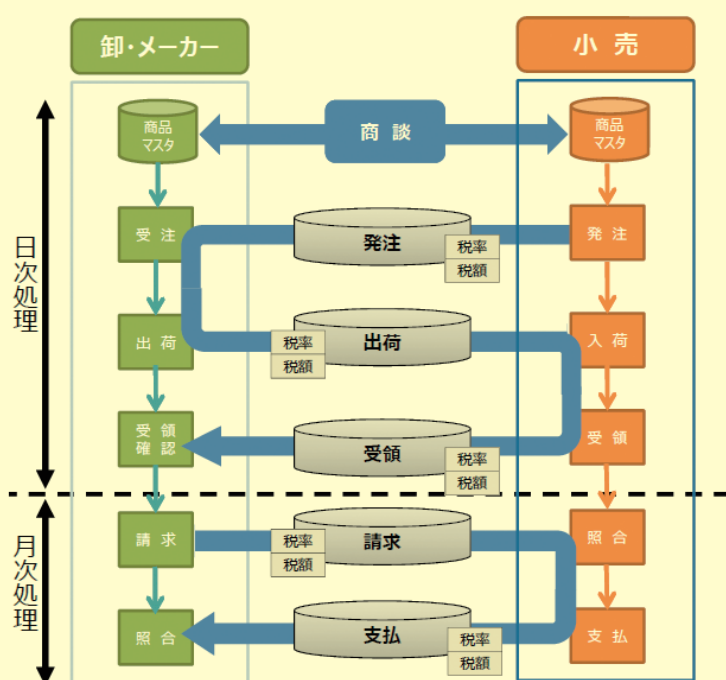 卸・メーカー
小 売
商品
マスタ
商 談
商品
マスタ
日次処理
受 注
発注
税率
税額
発 注
出 荷
税率
税額
出荷
入 荷
受 領
確 認
受領
税率
税額
受 領
月次処理
請 求
税率
税額
請求
照 合
照 合
支払
税率
税額
支 払